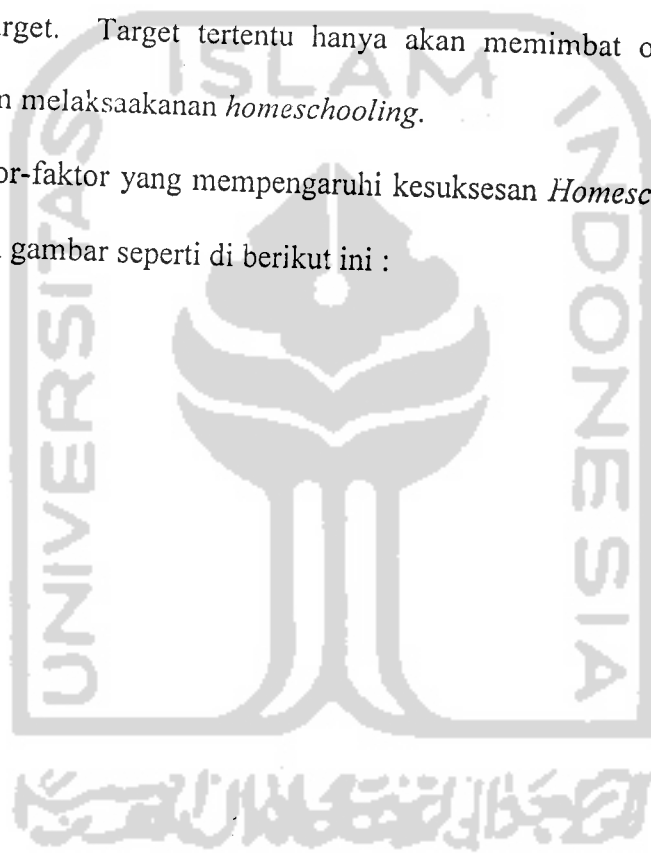 arget. Target tertentu hanya akan memimbat o
n melaksaakanan homeschooling.
or-faktor yang mempengaruhi kesuksesan Homesc
gambar seperti di berikut ini :
ISLAM
UNIVERSITAS
INDONESIA